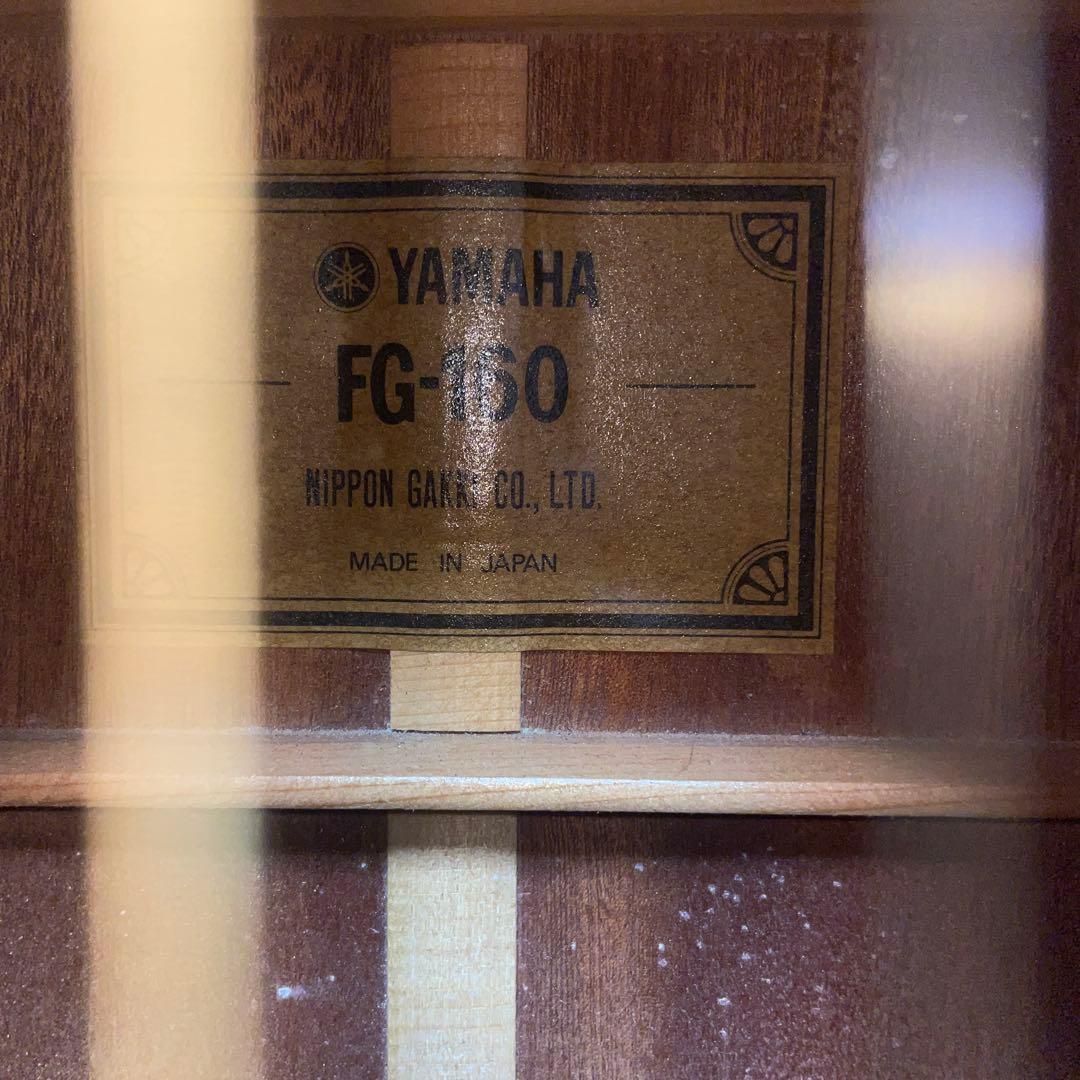 YAMAHA
FG-160
NIPPON GAKKI CO., LTD.
MADE IN JAPAN